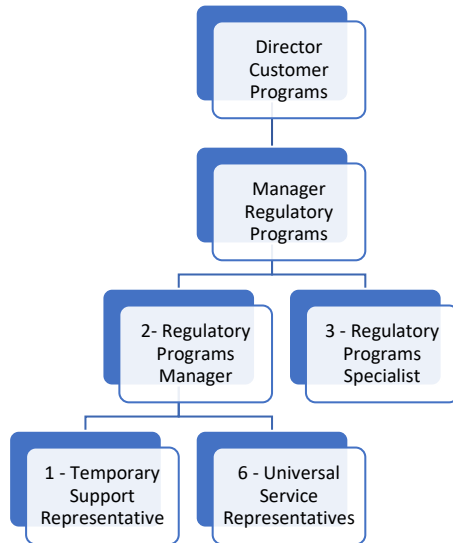 Director
Customer
Programs
Manager
Regulatory
Programs
2- Regulatory
Programs
Manager
3 - Regulatory
Programs
Specialist
1 - Temporary
Support
Representative
6 - Universal
Service
Representatives